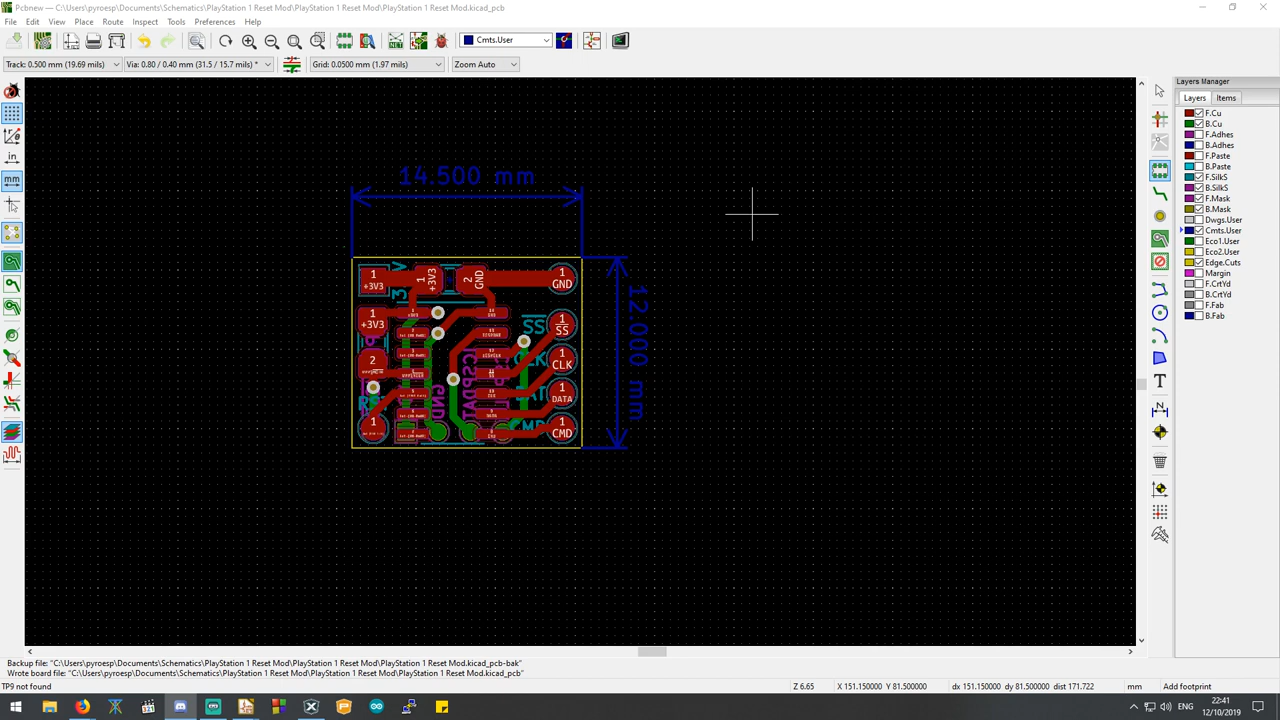 Pcbnew — C:\Users\pyroesp\Documents\Schematics\PlayStation 1 Reset Mod\PlayStation 1 Reset Mod\PlayStation 1 Reset Mod.kicad_pcb
File Edit View Place Route Inspect Tools Preferences Help
NET
Cmts.User
Track: 0.500 mm (19.69 mils) Via: 0.80 / 0.40 mm (31.5 / 15.7 mils) * Grid: 0.0500 mm (1.97 mils) Zoom Auto
in
mm
Layers Manager
Layers Items
F.Cu
B.Cu
F.Adhes
B.Adhes
F.Paste
B.Paste
F.SilkS
B.SilkS
F.Mask
B.Mask
Dwgs.User
Cmts.User
Eco1.User
Eco2.User
Edge.Cuts
Margin
F.CrtYd
B.CrtYd
F.Fab
B.Fab
14.500 mm
12.000 mm
1
+3V3
1
+3V3
2
GND
1
GND
1
+3V3
SS
1
SS
2
1
CLK
1
DATA
GND
1
1
CMD
Backup file: "C:\Users\pyroesp\Documents\Schematics\PlayStation 1 Reset Mod\PlayStation 1 Reset Mod\PlayStation 1 Reset Mod.kicad_pcb-bak"
Wrote board file: "C:\Users\pyroesp\Documents\Schematics\PlayStation 1 Reset Mod\PlayStation 1 Reset Mod\PlayStation 1 Reset Mod.kicad_pcb"
TP9 not found Z 6.65 X 151.150000 Y 81.500000 dx 151.150000 dy 81.500000 dist 171.722 mm Add footprint
ENG
22:41
12/10/2019